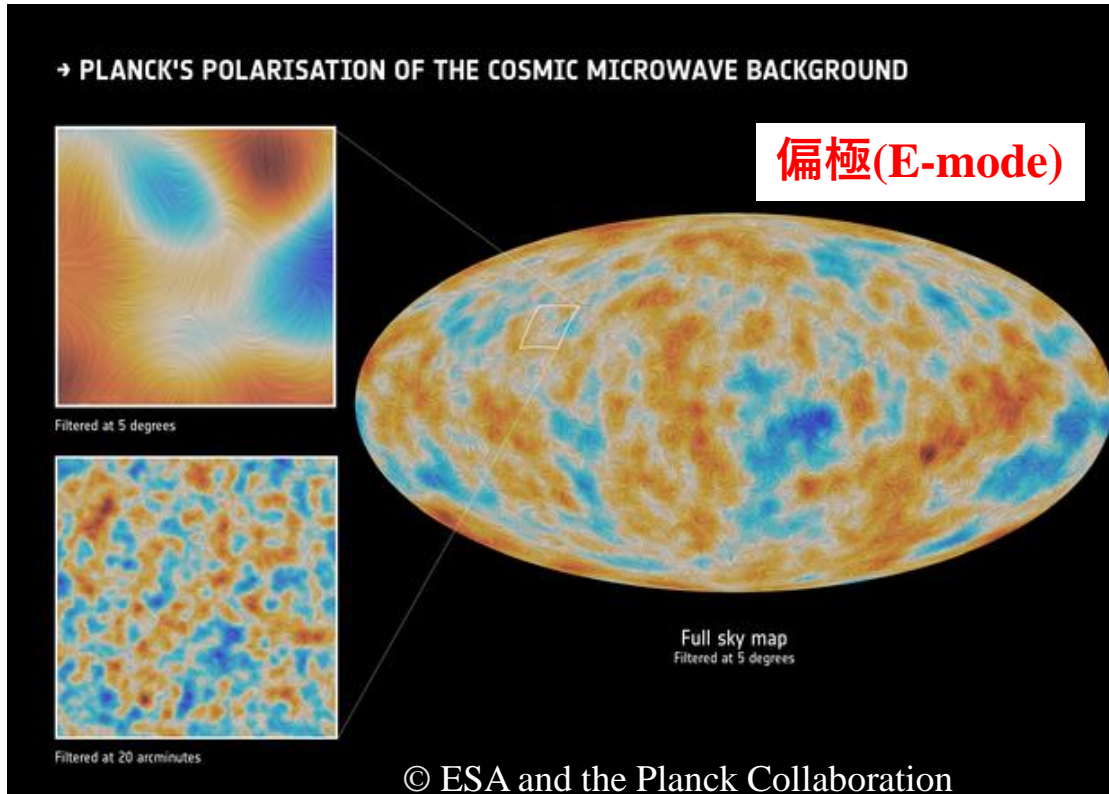 → PLANCK'S POLARISATION OF THE COSMIC MICROWAVE BACKGROUND
偏極(E-mode)
Filtered at 5 degrees
Filtered at 20 arcminutes
Full sky map
Filtered at 5 degrees
© ESA and the Planck Collaboration